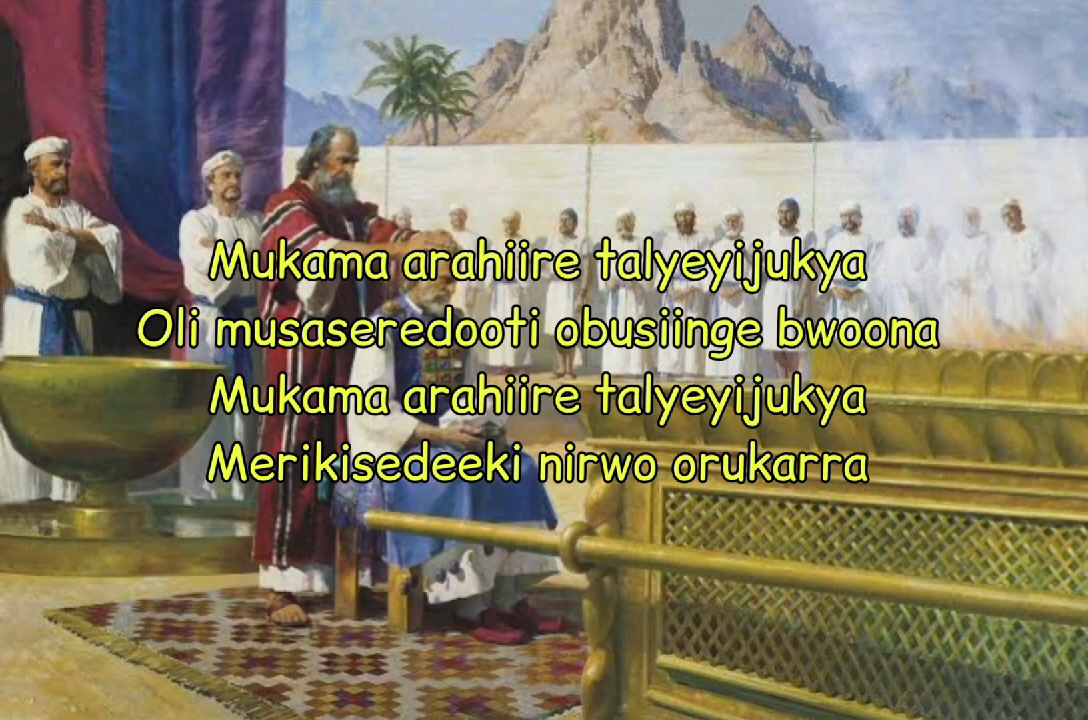 Mukama arahiire talyeyijukya
Oli musaseredooti obusiinge bwoona
Mukama arahiire talyeyijukya
Merikisedeeki nirwo orukarra